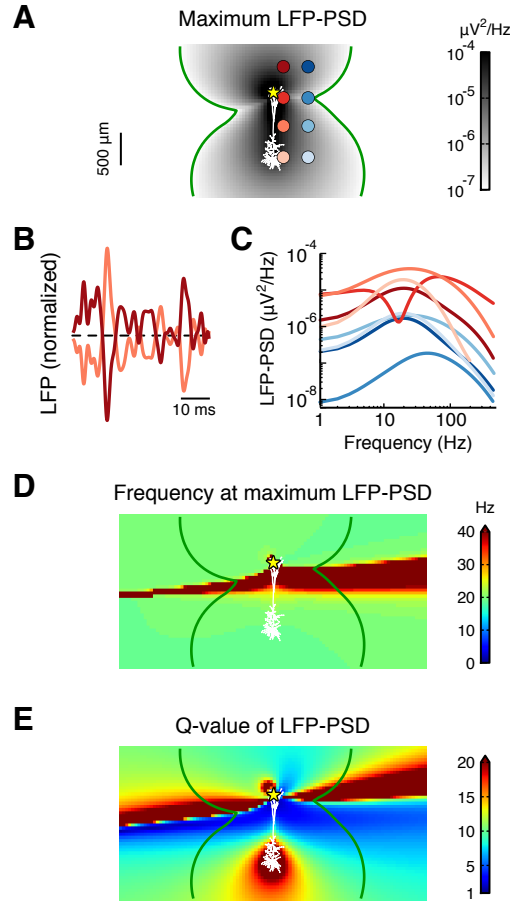 A
Maximum LFP-PSD
μV²/Hz
10⁻⁴
10⁻⁵
10⁻⁶
10⁻⁷
500 μm
B
LFP (normalized)
10 ms
C
LFP-PSD (μV²/Hz)
10⁻⁴
10⁻⁶
10⁻⁸
1 10 100
Frequency (Hz)
D
Frequency at maximum LFP-PSD
Hz
40
30
20
10
0
E
Q-value of LFP-PSD
20
15
10
5
1